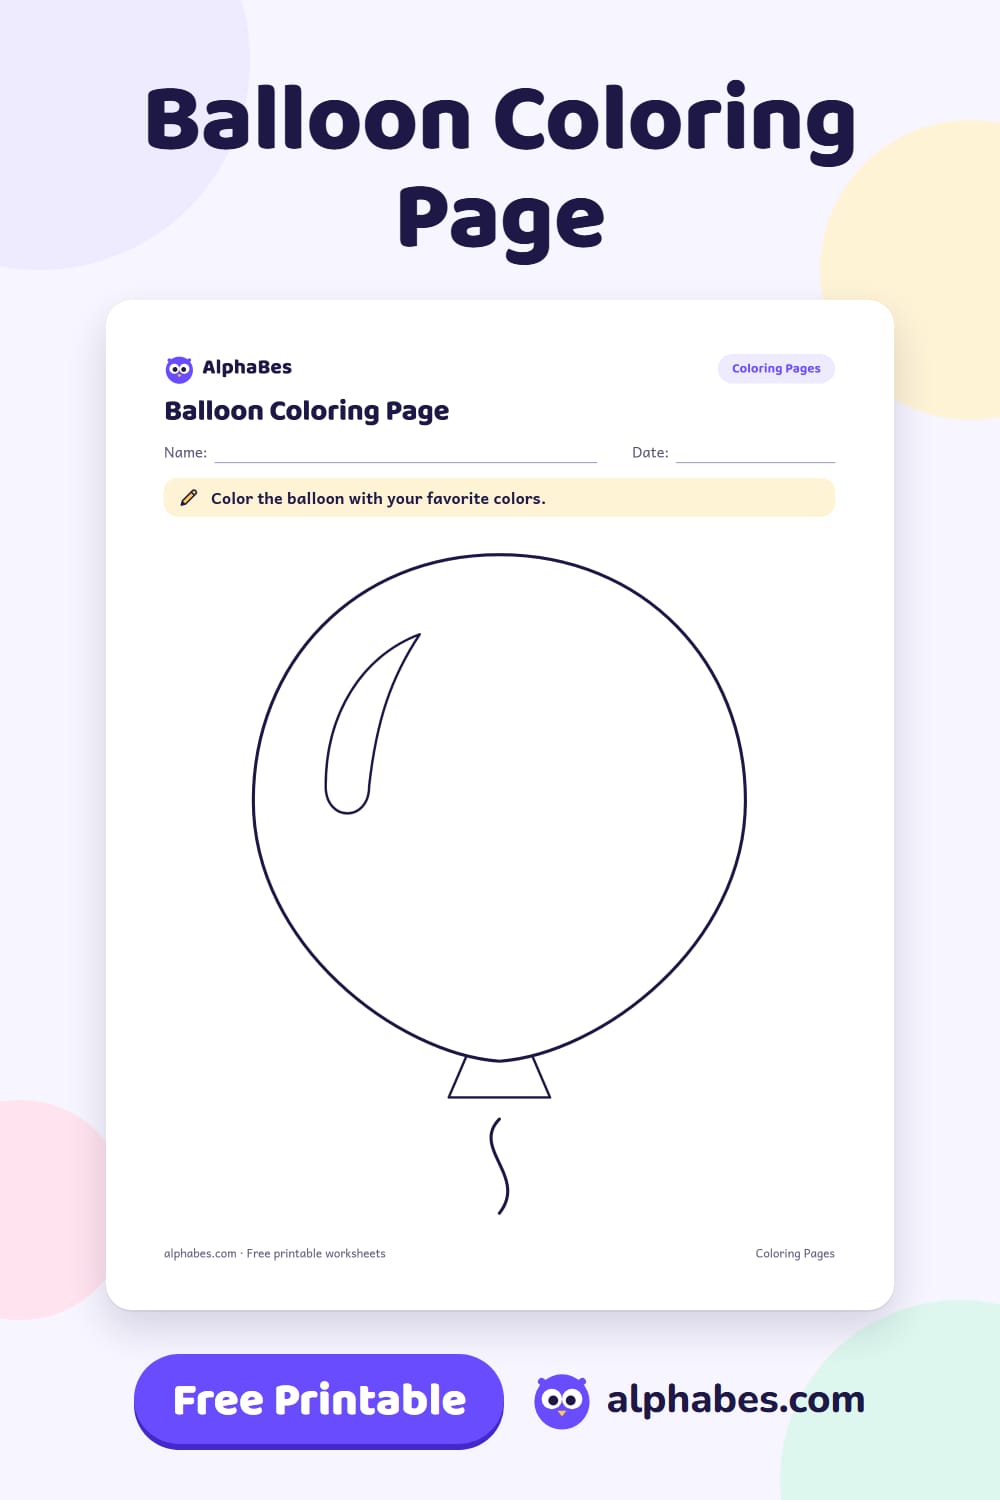 Balloon Coloring
Page
AlphaBes
Coloring Pages
Balloon Coloring Page
Name:
Date:
Color the balloon with your favorite colors.
alphabes.com · Free printable worksheets
Coloring Pages
Free Printable
alphabes.com